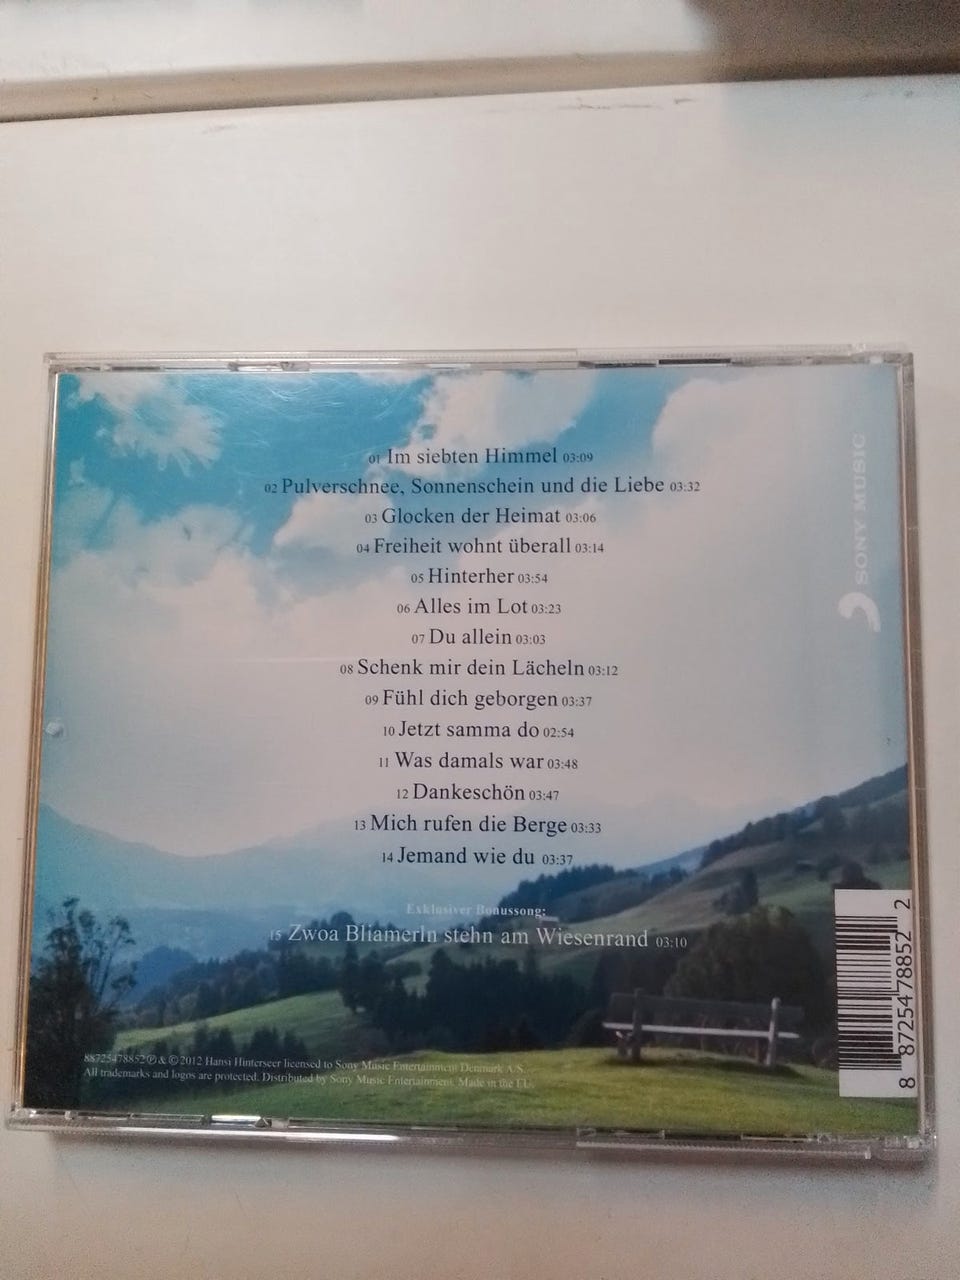 01 Im siebten Himmel 03:09
02 Pulverschnee, Sonnenschein und die Liebe 03:32
03 Glocken der Heimat 03:06
04 Freiheit wohnt überall 03:14
05 Hinterher 03:54
06 Alles im Lot 03:23
07 Du allein 03:03
08 Schenk mir dein Lächeln 03:12
09 Fühl dich geborgen 03:37
10 Jetzt samma do 02:54
11 Was damals war 03:48
12 Dankeschön 03:47
13 Mich rufen die Berge 03:33
14 Jemand wie du 03:37
Exklusiver Bonussong:
15 Zwoa Bliamerln stehn am Wiesenrand 03:10
88725478852 ℗ & © 2012 Hansi Hinterseer licensed to Sony Music Entertainment Denmark A/S.
All trademarks and logos are protected. Distributed by Sony Music Entertainment. Made in the EU.
SONY MUSIC
8 87254 78852 2